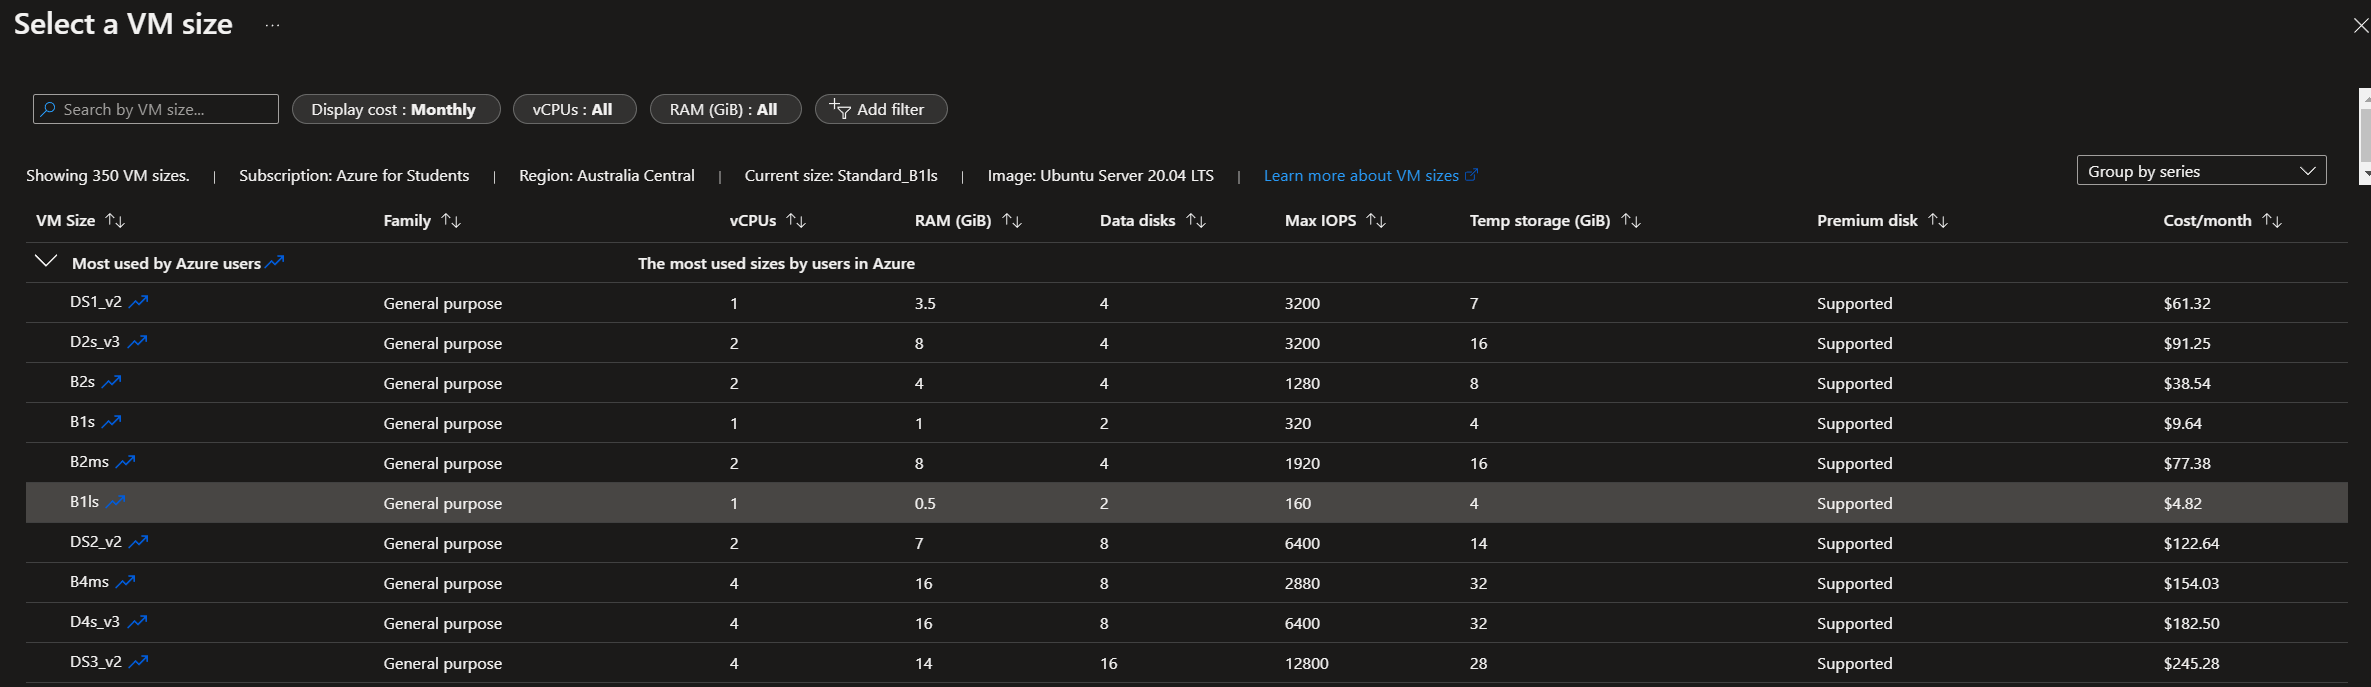 Select a VM size ...
Search by VM size... Display cost : Monthly vCPUs : All RAM (GiB) : All Add filter
Showing 350 VM sizes. | Subscription: Azure for Students | Region: Australia Central | Current size: Standard_B1ls | Image: Ubuntu Server 20.04 LTS | Learn more about VM sizes Group by series
VM Size Family vCPUs RAM (GiB) Data disks Max IOPS Temp storage (GiB) Premium disk Cost/month
Most used by Azure users The most used sizes by users in Azure
DS1_v2 General purpose 1 3.5 4 3200 7 Supported $61.32
D2s_v3 General purpose 2 8 4 3200 16 Supported $91.25
B2s General purpose 2 4 4 1280 8 Supported $38.54
B1s General purpose 1 1 2 320 4 Supported $9.64
B2ms General purpose 2 8 4 1920 16 Supported $77.38
B1ls General purpose 1 0.5 2 160 4 Supported $4.82
DS2_v2 General purpose 2 7 8 6400 14 Supported $122.64
B4ms General purpose 4 16 8 2880 32 Supported $154.03
D4s_v3 General purpose 4 16 8 6400 32 Supported $182.50
DS3_v2 General purpose 4 14 16 12800 28 Supported $245.28